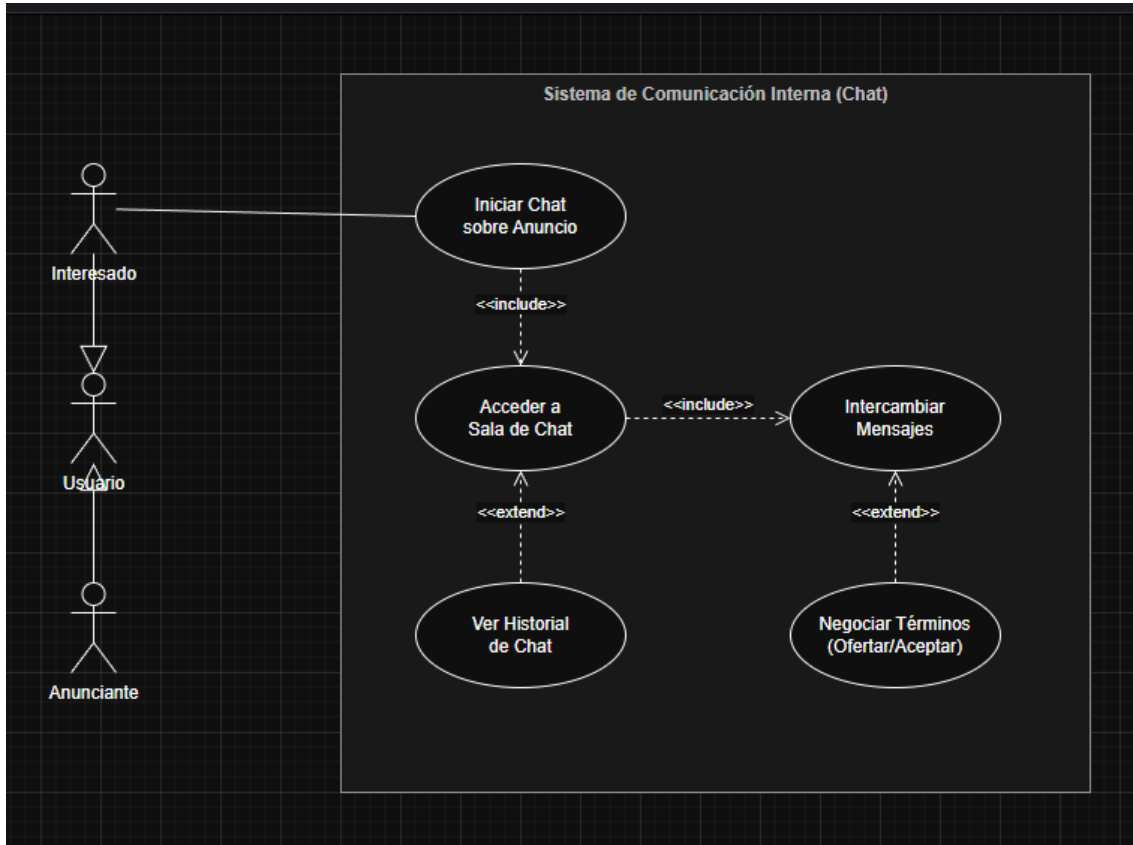 Sistema de Comunicación Interna (Chat)
Iniciar Chat
sobre Anuncio
Interesado
<<include>>
Acceder a
Sala de Chat
<<include>>
Intercambiar
Mensajes
Usuario
<<extend>>
<<extend>>
Ver Historial
de Chat
Negociar Términos
(Ofertar/Aceptar)
Anunciante